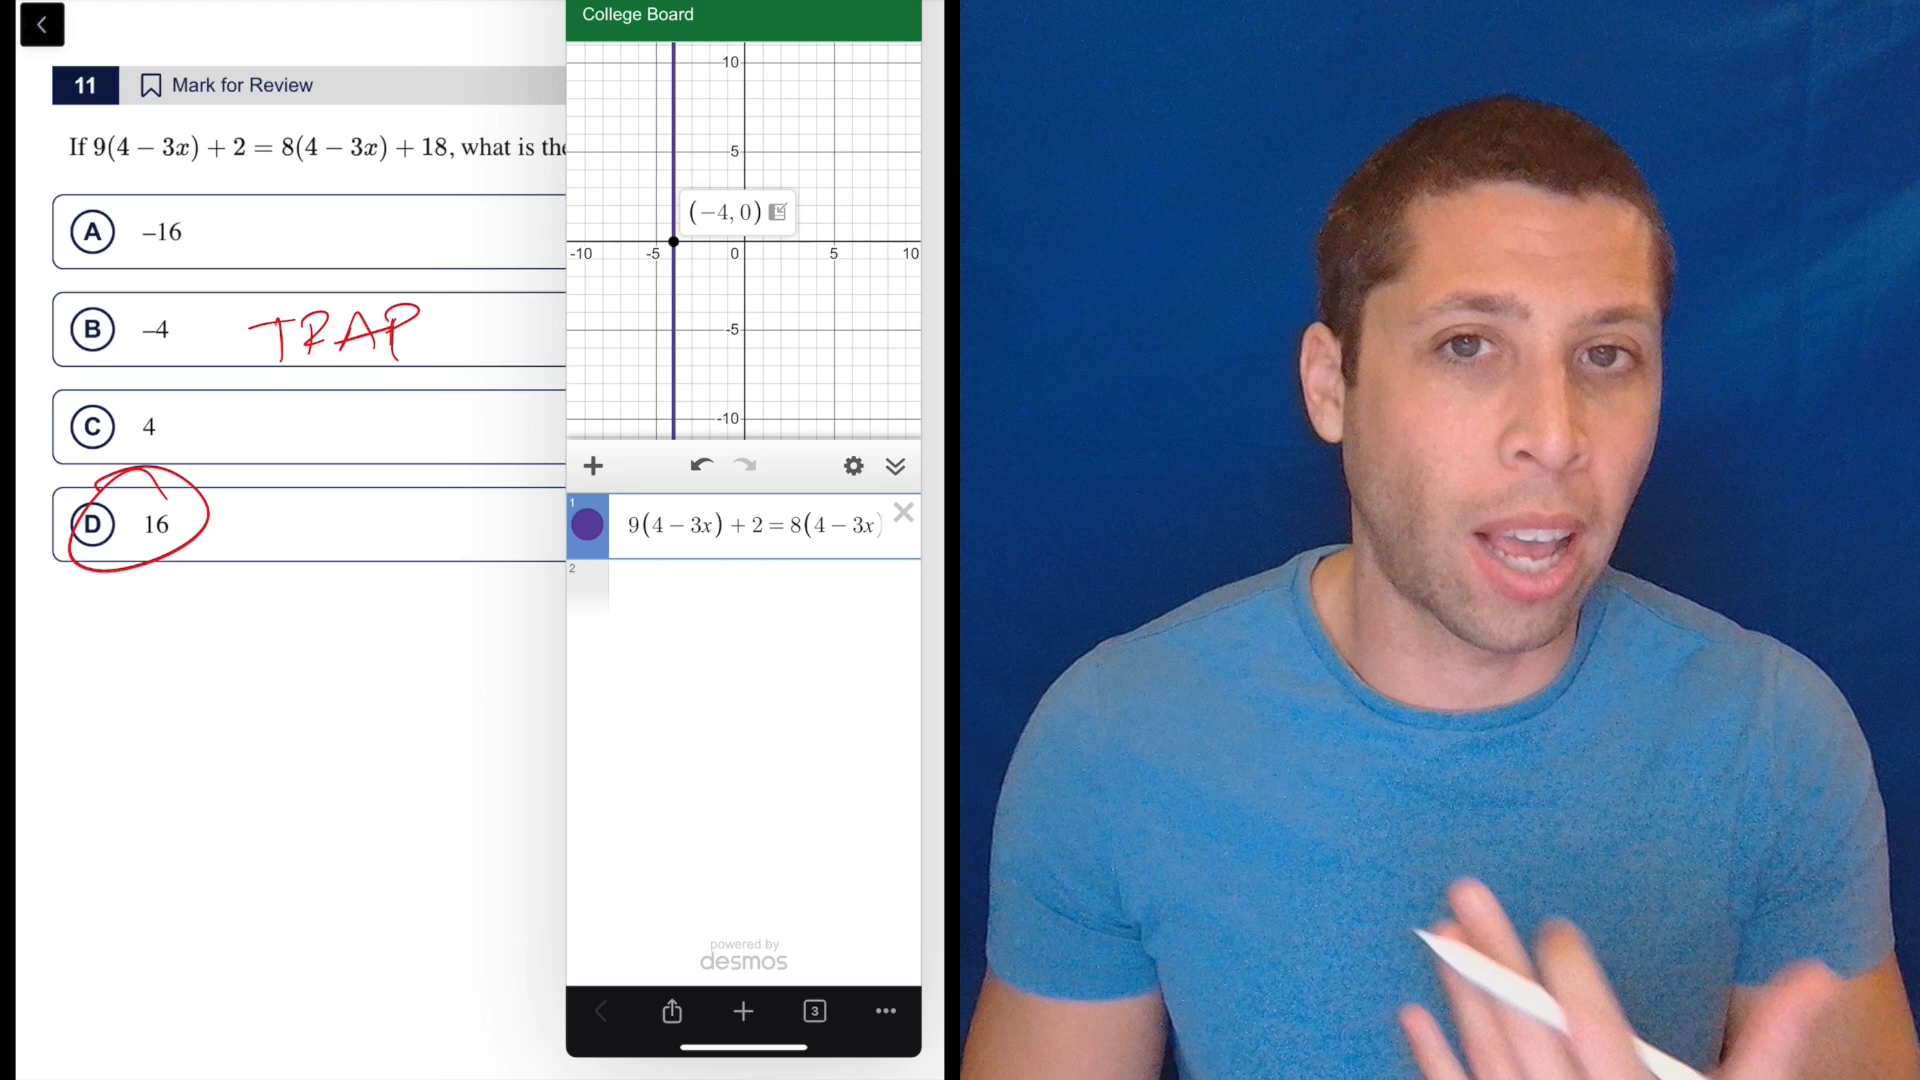 11 Mark for Review
If 9(4 − 3x) + 2 = 8(4 − 3x) + 18, what is the
A −16
B −4 TRAP
C 4
D 16
College Board
10
5
(−4, 0)
-10 -5 0 5 10
-5
-10
1
9(4 − 3x) + 2 = 8(4 − 3x)
2
powered by
desmos
3